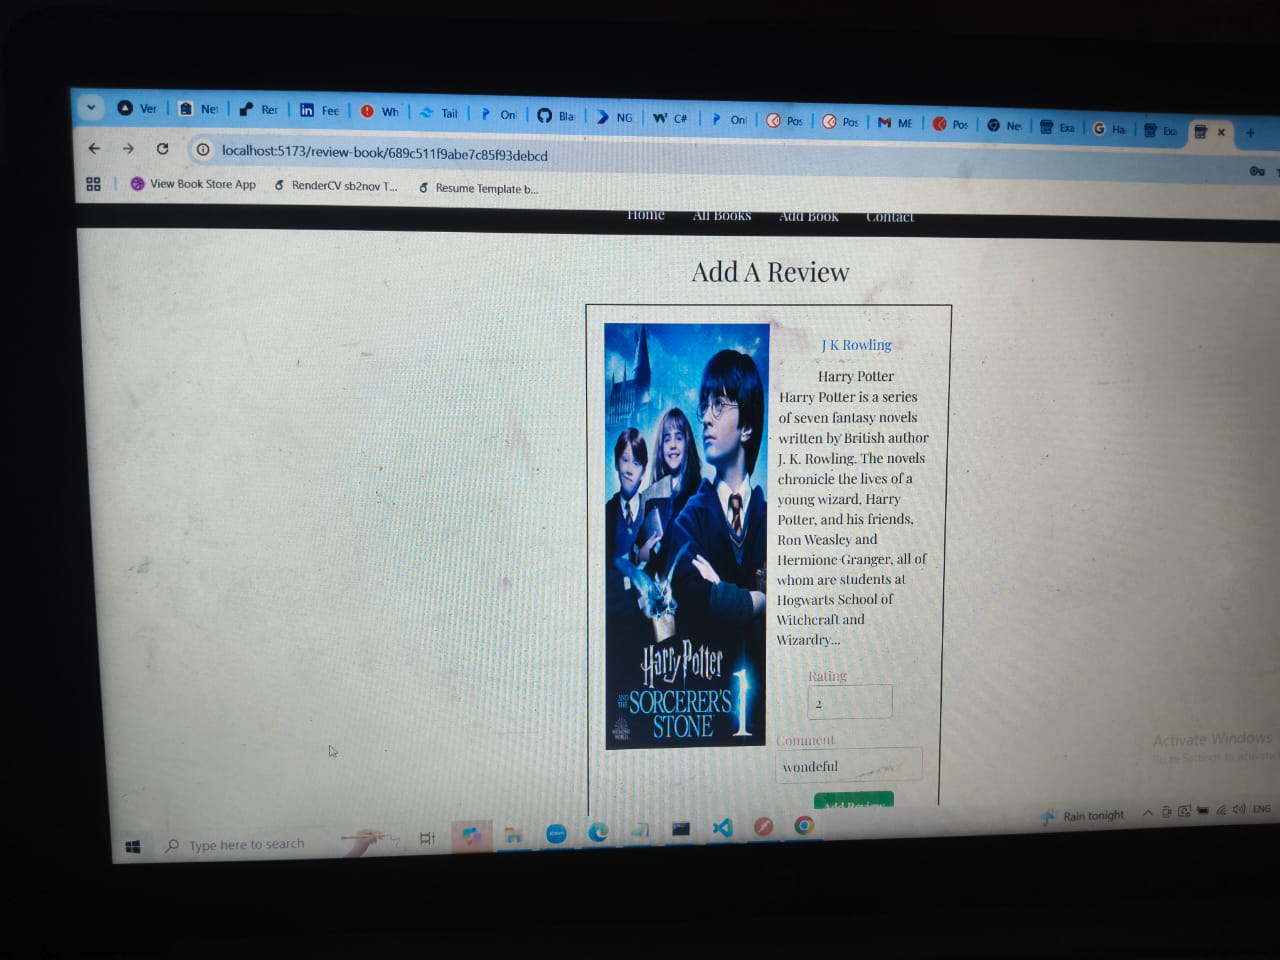 Ver
Ne
Rer
Fee
Wh
Tail
On
Bla
NG
C#
On
Pos
Pos
ME
Pos
Ne
Exa
Ha
Exa
localhost:5173/review-book/689c511f9abe7c85f93debcd
View Book Store App
RenderCV sb2nov T...
Resume Template b...
Home All Books Add Book Contact
Add A Review
J K Rowling
Harry Potter
Harry Potter is a series
of seven fantasy novels
written by British author
J. K. Rowling. The novels
chronicle the lives of a
young wizard, Harry
Potter, and his friends,
Ron Weasley and
Hermione Granger, all of
whom are students at
Hogwarts School of
Witchcraft and
Wizardry...
Harry Potter
AND THE
SORCERER'S
STONE
1
Rating
2
Comment
wondeful
Add Review
Activate Windows
Go to Settings to activate
Type here to search
zoom
Rain tonight
ENG